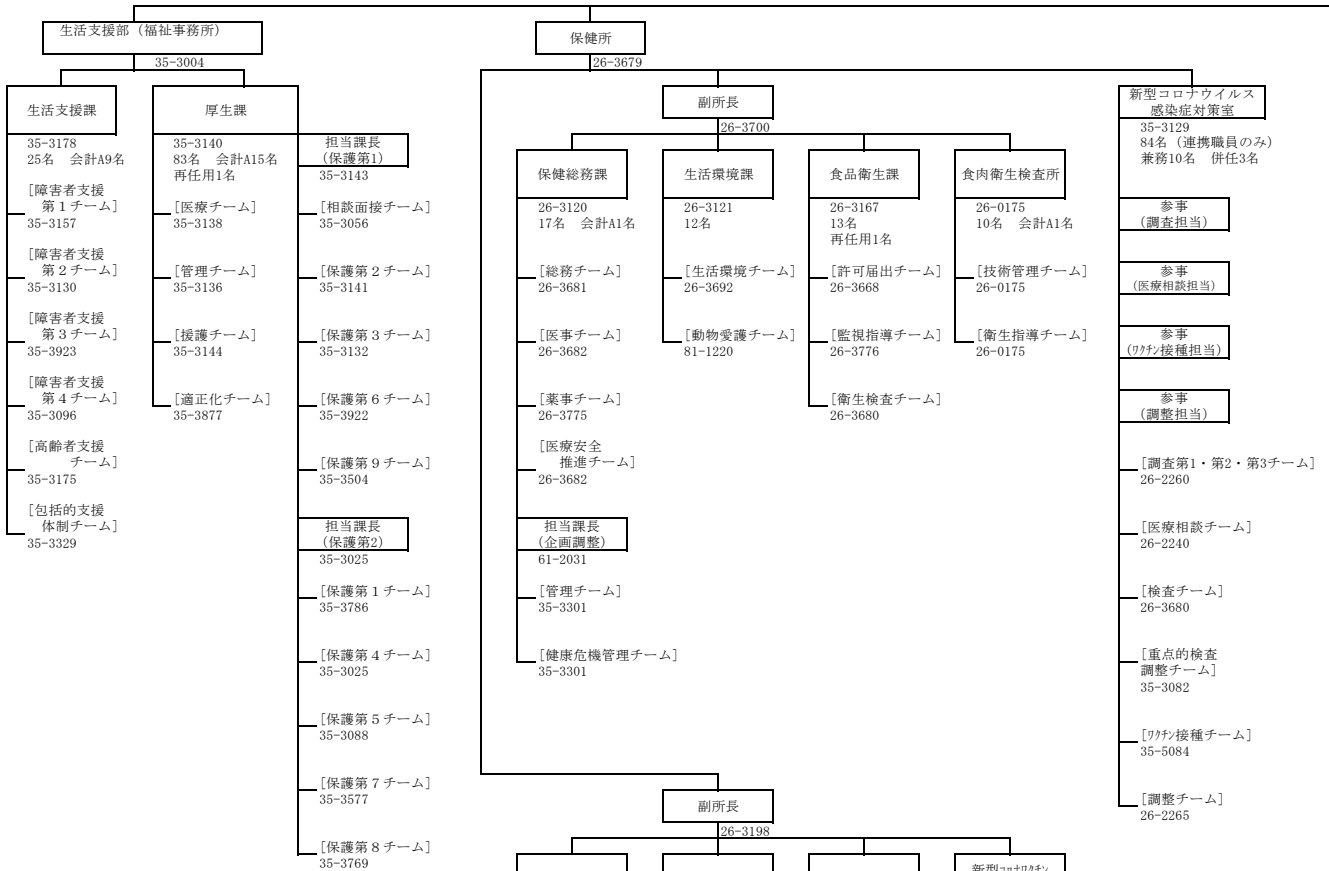 生活支援部（福祉事務所）
35-3004
生活支援課
35-3178
25名　会計A9名
[障害者支援
第１チーム]
35-3157
[障害者支援
第２チーム]
35-3130
[障害者支援
第３チーム]
35-3923
[障害者支援
第４チーム]
35-3096
[高齢者支援
チーム]
35-3175
[包括的支援
体制チーム]
35-3329
厚生課
35-3140
83名　会計A15名
再任用1名
[医療チーム]
35-3138
[管理チーム]
35-3136
[援護チーム]
35-3144
[適正化チーム]
35-3877
担当課長
(保護第1)
35-3143
[相談面接チーム]
35-3056
[保護第２チーム]
35-3141
[保護第３チーム]
35-3132
[保護第６チーム]
35-3922
[保護第９チーム]
35-3504
担当課長
(保護第2)
35-3025
[保護第１チーム]
35-3786
[保護第４チーム]
35-3025
[保護第５チーム]
35-3088
[保護第７チーム]
35-3577
[保護第８チーム]
35-3769
保健所
26-3679
副所長
26-3700
保健総務課
26-3120
17名　会計A1名
[総務チーム]
26-3681
[医事チーム]
26-3682
[薬事チーム]
26-3775
[医療安全
推進チーム]
26-3682
担当課長
(企画調整)
61-2031
[管理チーム]
35-3301
[健康危機管理チーム]
35-3301
生活環境課
26-3121
12名
[生活環境チーム]
26-3692
[動物愛護チーム]
81-1220
食品衛生課
26-3167
13名
再任用1名
[許可届出チーム]
26-3668
[監視指導チーム]
26-3776
[衛生検査チーム]
26-3680
食肉衛生検査所
26-0175
10名　会計A1名
[技術管理チーム]
26-0175
[衛生指導チーム]
26-0175
新型コロナウイルス
感染症対策室
35-3129
84名（連携職員のみ）
兼務10名　併任3名
参事
(調査担当)
参事
(医療相談担当)
参事
(ﾜｸﾁﾝ接種担当)
参事
(調整担当)
[調査第1・第2・第3チーム]
26-2260
[医療相談チーム]
26-2240
[検査チーム]
26-3680
[重点的検査
調整チーム]
35-3082
[ﾜｸﾁﾝ接種チーム]
35-5084
[調整チーム]
26-2265
副所長
26-3198
新型ｺﾛﾅﾜｸﾁﾝ